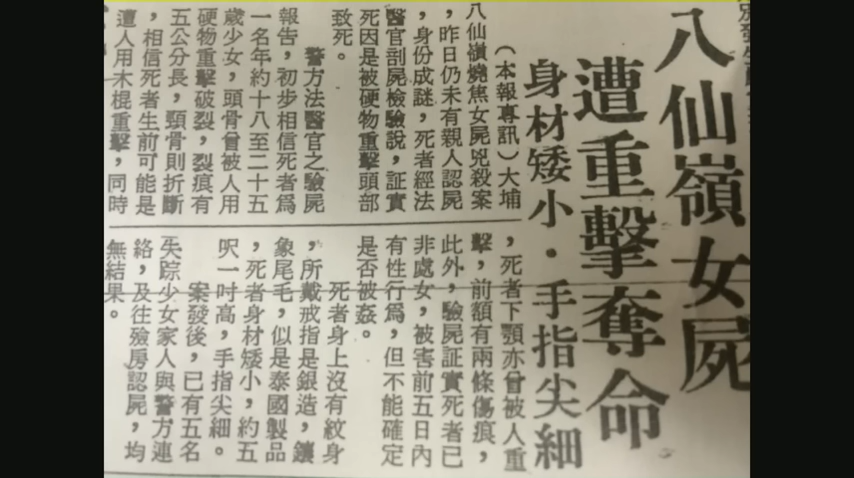 八仙嶺女屍
遭重擊奪命
身材矮小·手指尖細
（本報專訊）大埔
八仙嶺燒焦女屍兇殺案
，昨日仍未有親人認屍
，身份成謎，死者經法
醫官剖屍檢驗說，証實
死因是被硬物重擊頭部
致死。
警方法醫官之驗屍
報告，初步相信死者爲
一名年約十八至二十五
歲少女，頭骨曾被人用
硬物重擊破裂，裂痕有
五公分長，頸骨則折斷
，相信死者生前可能是
遭人用木棍重擊，同時
，死者下顎亦曾被人重
擊，前額有兩條傷痕，
此外，驗屍証實死者已
非處女，被害前五日內
有性行爲，但不能確定
是否被姦。
死者身上沒有紋身
，所戴戒指是銀造，鑲
象尾毛，似是泰國製品
，死者身材矮小，約五
呎一吋高，手指尖細。
案發後，已有五名
失踪少女家人與警方連
絡，及往殮房認屍，均
無結果。